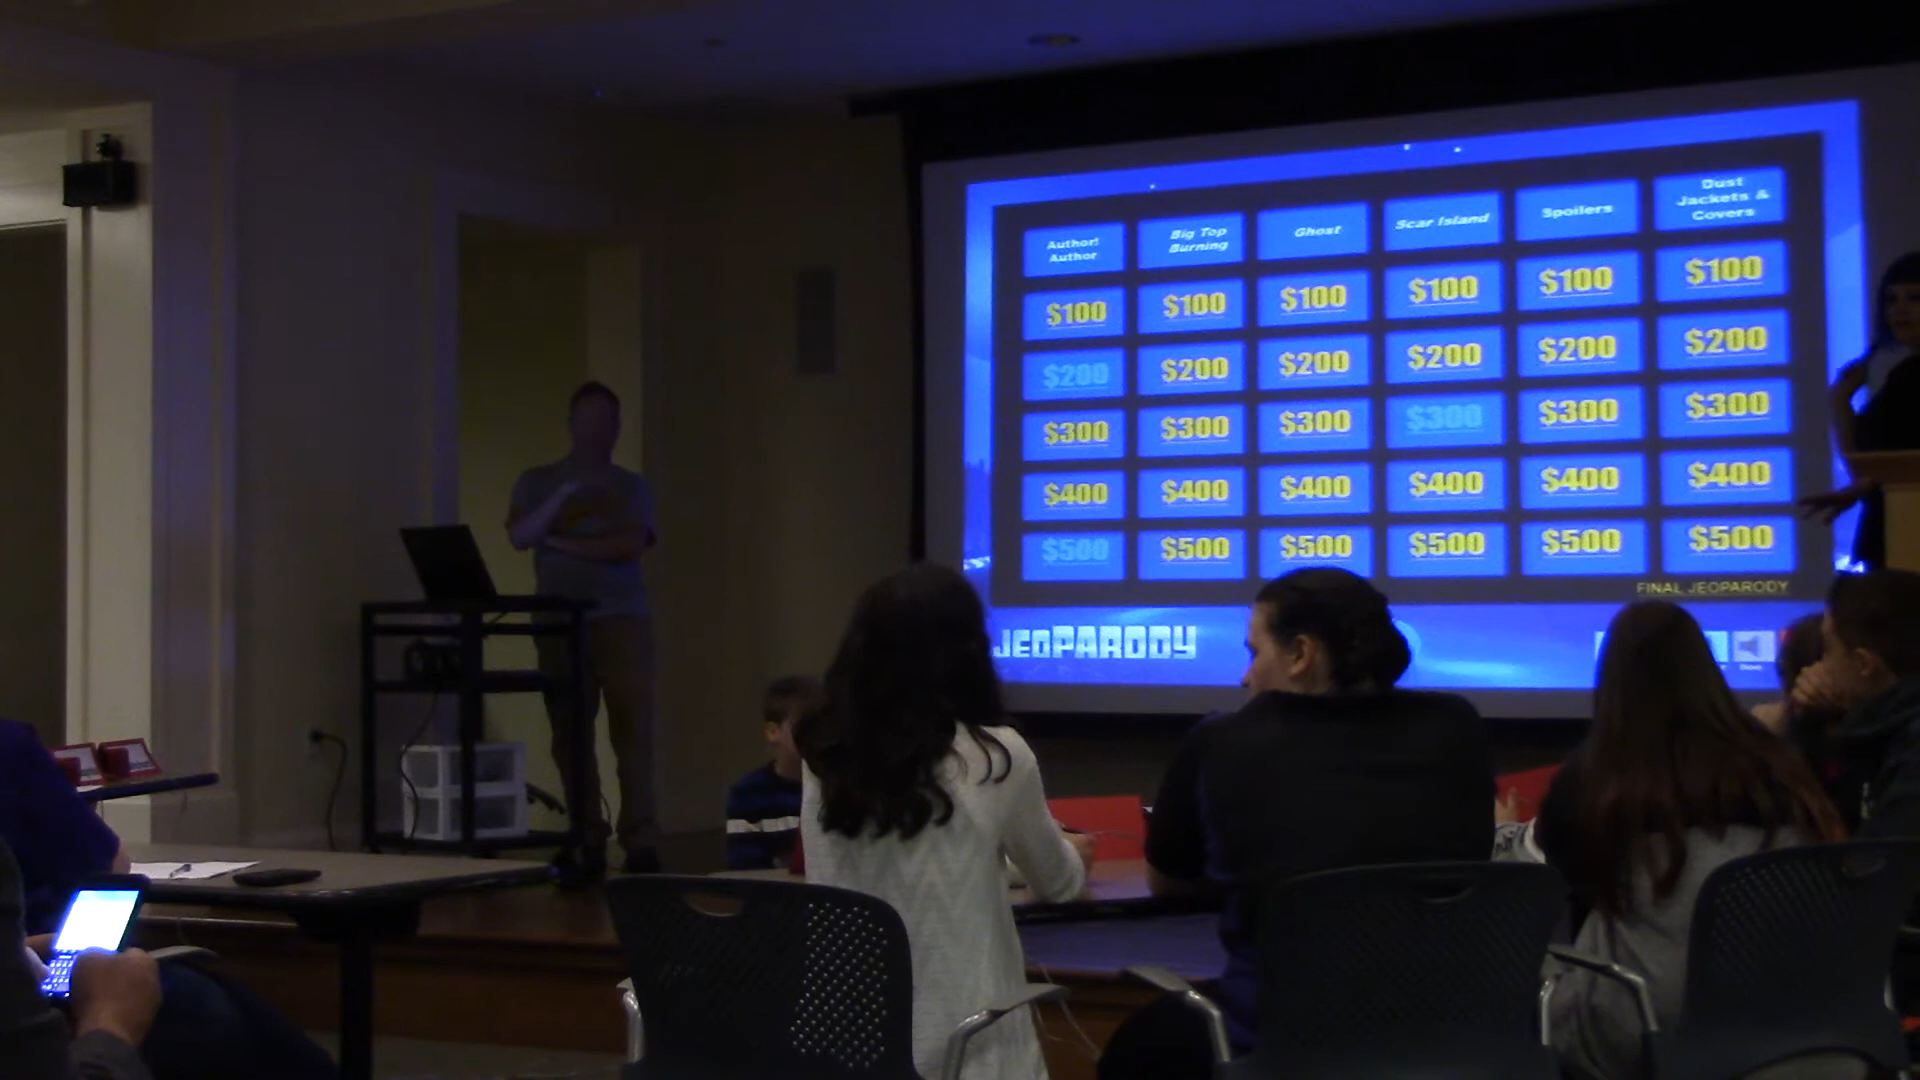 Author!
Author
Big Top
Burning
Ghost
Scar Island
Spoilers
Dust
Jackets &
Covers
$100 $100 $100 $100 $100 $100
$200 $200 $200 $200 $200 $200
$300 $300 $300 $300 $300 $300
$400 $400 $400 $400 $400 $400
$500 $500 $500 $500 $500 $500
FINAL JEOPARODY
JEOPARODY